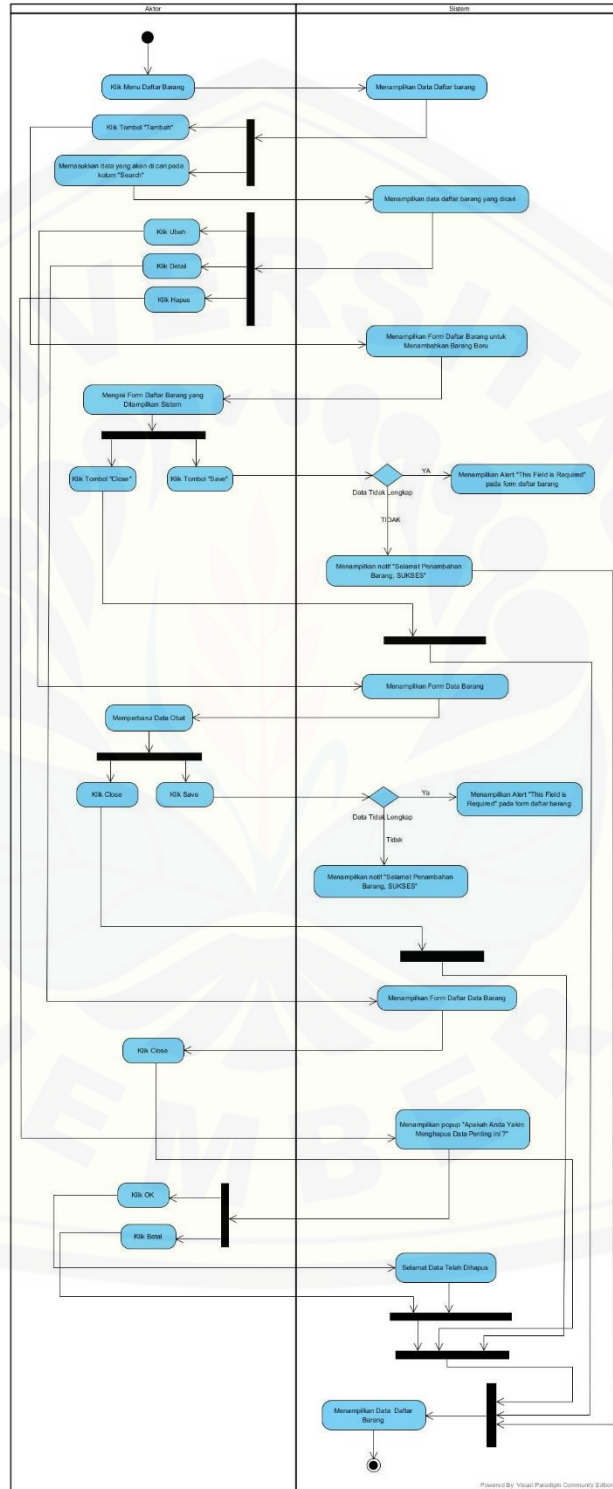 Aktor
Sistem
Klik Menu Daftar Barang
Menampilkan Data Daftar barang
Klik Tombol "Tambah"
Memasukkan data yang akan di cari pada
kolom "Search"
Menampilkan data daftar barang yang dicari
Klik Ubah
Klik Detail
Klik Hapus
Menampilkan Form Daftar Barang untuk
Menambahkan Barang Baru
Mengisi Form Daftar Barang yang
Ditampilkan Sistem
Klik Tombol "Close"
Klik Tombol "Save"
YA
Menampilkan Alert "This Field is Required"
pada form daftar barang
Data Tidak Lengkap
TIDAK
Menampilkan notif "Selamat Penambahan
Barang, SUKSES"
Menampilkan Form Data Barang
Memperbarui Data Obat
Klik Close
Klik Save
Ya
Menampilkan Alert "This Field is
Required" pada form daftar barang
Data Tidak Lengkap
Tidak
Menampilkan notif "Selamat Penambahan
Barang, SUKSES"
Menampilkan Form Daftar Data Barang
Klik Close
Menampilkan popup "Apakah Anda Yakin
Menghapus Data Penting ini ?"
Klik OK
Klik Batal
Selamat Data Telah Dihapus
Menampilkan Data Daftar
Barang
Powered By Visual Paradigm Community Edition